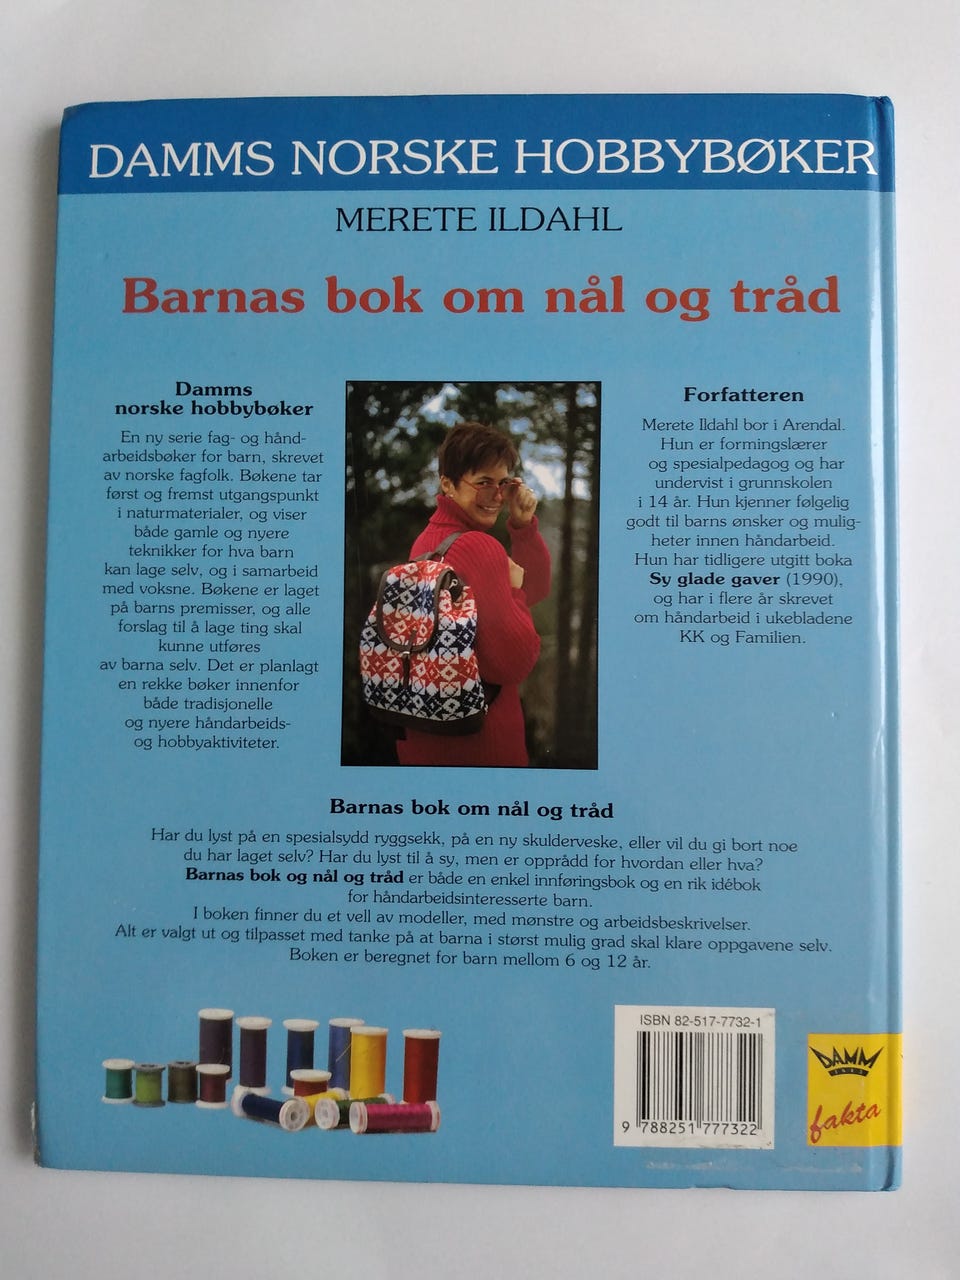 DAMMS NORSKE HOBBYBØKER
MERETE ILDAHL
Barnas bok om nål og tråd
Damms
norske hobbybøker
En ny serie fag- og hånd-
arbeidsbøker for barn, skrevet
av norske fagfolk. Bøkene tar
først og fremst utgangspunkt
i naturmaterialer, og viser
både gamle og nyere
teknikker for hva barn
kan lage selv, og i samarbeid
med voksne. Bøkene er laget
på barns premisser, og alle
forslag til å lage ting skal
kunne utføres
av barna selv. Det er planlagt
en rekke bøker innenfor
både tradisjonelle
og nyere håndarbeids-
og hobbyaktiviteter.
Forfatteren
Merete Ildahl bor i Arendal.
Hun er formingslærer
og spesialpedagog og har
undervist i grunnskolen
i 14 år. Hun kjenner følgelig
godt til barns ønsker og mulig-
heter innen håndarbeid.
Hun har tidligere utgitt boka
Sy glade gaver (1990),
og har i flere år skrevet
om håndarbeid i ukebladene
KK og Familien.
Barnas bok om nål og tråd
Har du lyst på en spesialsydd ryggsekk, på en ny skulderveske, eller vil du gi bort noe
du har laget selv? Har du lyst til å sy, men er opprådd for hvordan eller hva?
Barnas bok og nål og tråd er både en enkel innføringsbok og en rik idébok
for håndarbeidsinteresserte barn.
I boken finner du et vell av modeller, med mønstre og arbeidsbeskrivelser.
Alt er valgt ut og tilpasset med tanke på at barna i størst mulig grad skal klare oppgavene selv.
Boken er beregnet for barn mellom 6 og 12 år.
ISBN 82-517-7732-1
9 788251 777322
DAMM
1843
fakta